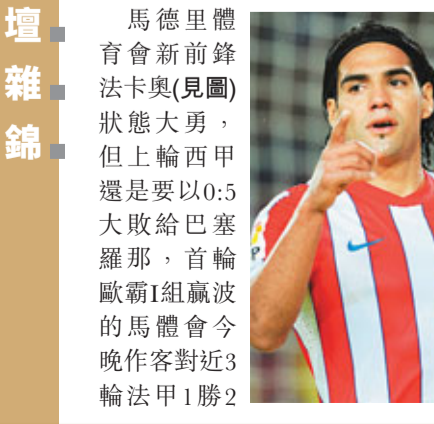 壇
雜
錦
馬德里體
育會新前鋒
法卡奧(見圖)
狀態大勇，
但上輪西甲
還是要以0:5
大敗給巴塞
羅那，首輪
歐霸I組贏波
的馬體會今
晚作客對近3
輪法甲1勝2